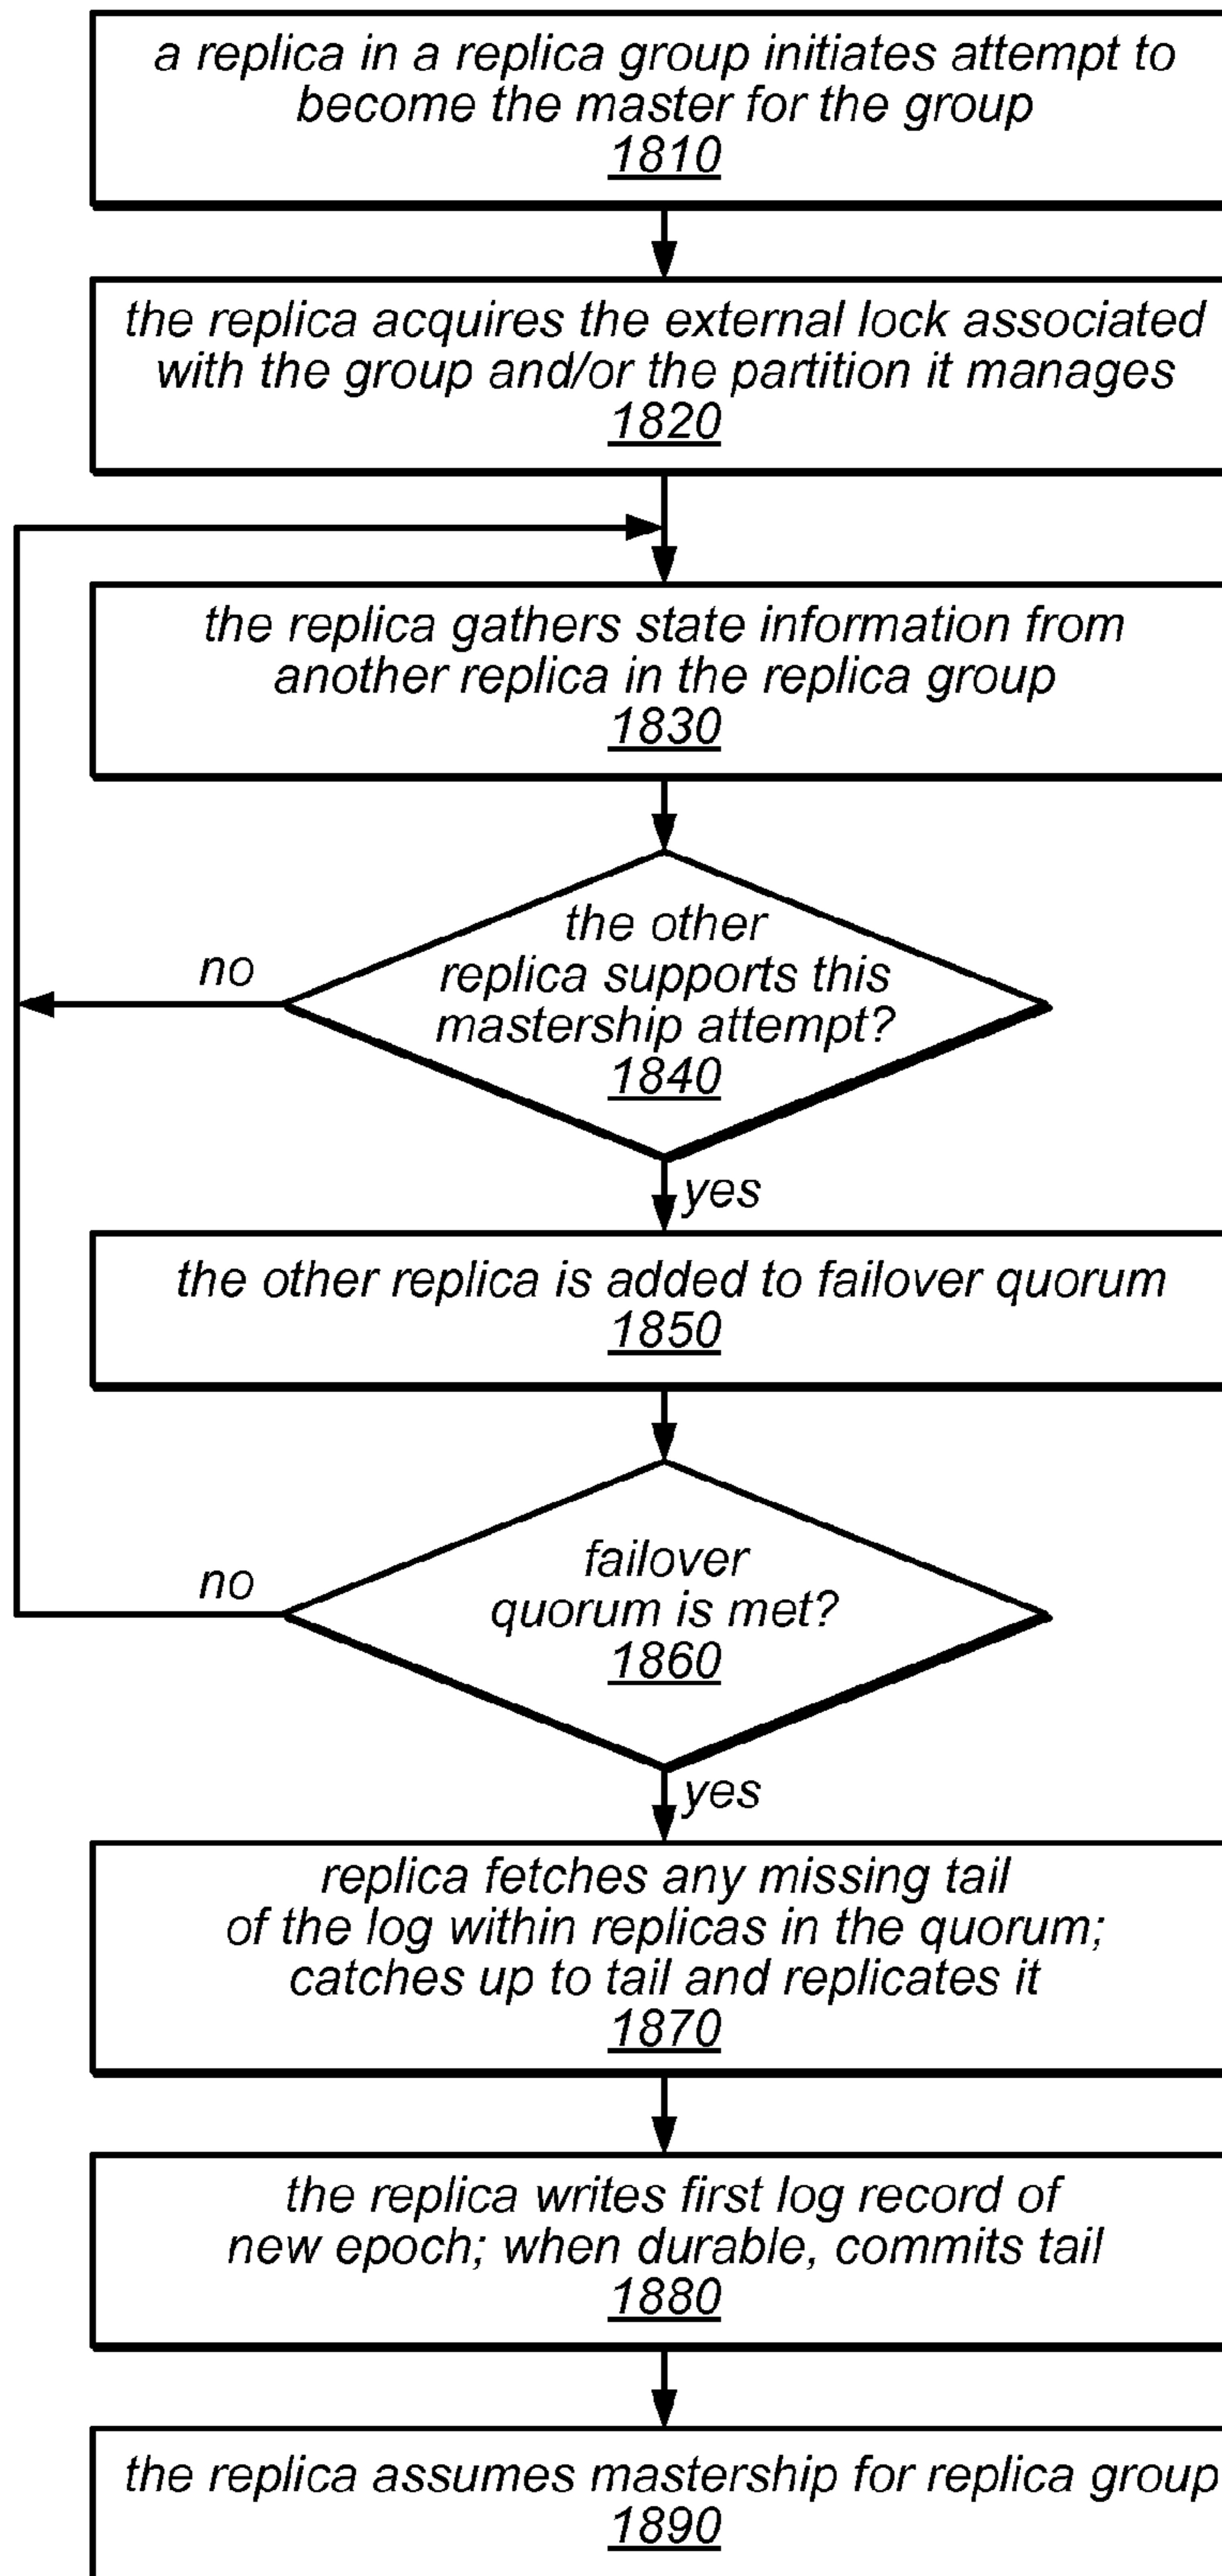 a replica in a replica group initiates attempt to
become the master for the group
1810
the replica acquires the external lock associated
with the group and/or the partition it manages
1820
the replica gathers state information from
another replica in the replica group
1830
the other
replica supports this
mastership attempt?
1840
no
yes
the other replica is added to failover quorum
1850
failover
quorum is met?
1860
no
yes
replica fetches any missing tail
of the log within replicas in the quorum;
catches up to tail and replicates it
1870
the replica writes first log record of
new epoch; when durable, commits tail
1880
the replica assumes mastership for replica group
1890